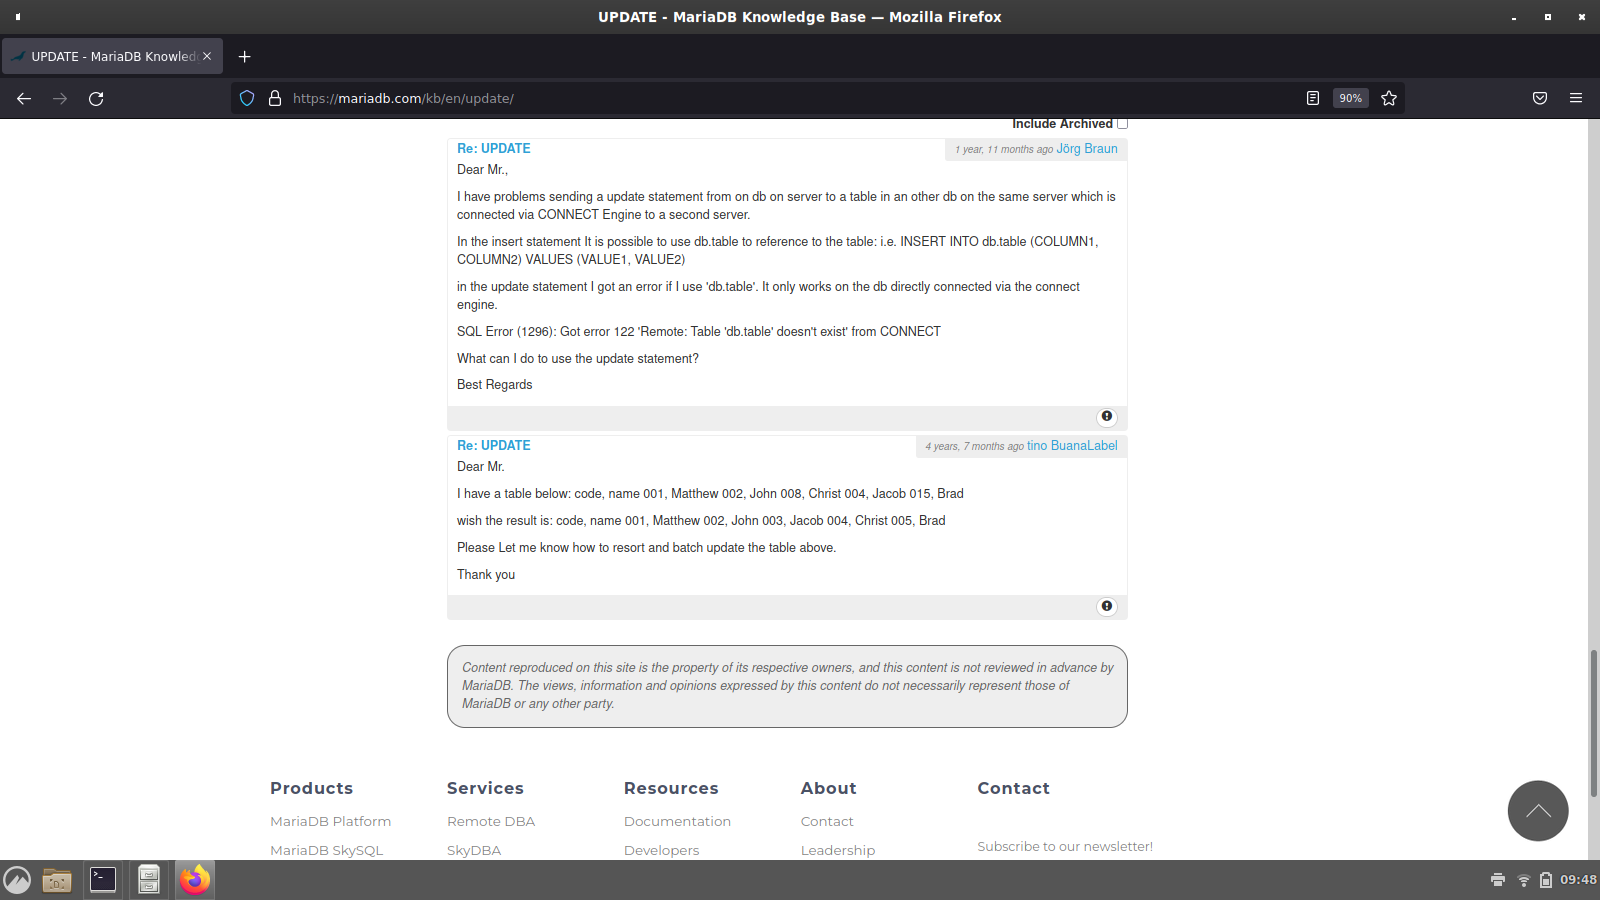 UPDATE - MariaDB Knowledge Base — Mozilla Firefox
UPDATE - MariaDB Knowled
https://mariadb.com/kb/en/update/
90%
Include Archived
Re: UPDATE
1 year, 11 months ago Jörg Braun
Dear Mr.,
I have problems sending a update statement from on db on server to a table in an other db on the same server which is
connected via CONNECT Engine to a second server.
In the insert statement It is possible to use db.table to reference to the table: i.e. INSERT INTO db.table (COLUMN1,
COLUMN2) VALUES (VALUE1, VALUE2)
in the update statement I got an error if I use 'db.table'. It only works on the db directly connected via the connect
engine.
SQL Error (1296): Got error 122 'Remote: Table 'db.table' doesn't exist' from CONNECT
What can I do to use the update statement?
Best Regards
Re: UPDATE
4 years, 7 months ago tino BuanaLabel
Dear Mr.
I have a table below: code, name 001, Matthew 002, John 008, Christ 004, Jacob 015, Brad
wish the result is: code, name 001, Matthew 002, John 003, Jacob 004, Christ 005, Brad
Please Let me know how to resort and batch update the table above.
Thank you
Content reproduced on this site is the property of its respective owners, and this content is not reviewed in advance by
MariaDB. The views, information and opinions expressed by this content do not necessarily represent those of
MariaDB or any other party.
Products
MariaDB Platform
MariaDB SkySQL
Services
Remote DBA
SkyDBA
Resources
Documentation
Developers
About
Contact
Leadership
Contact
Subscribe to our newsletter!
09:48